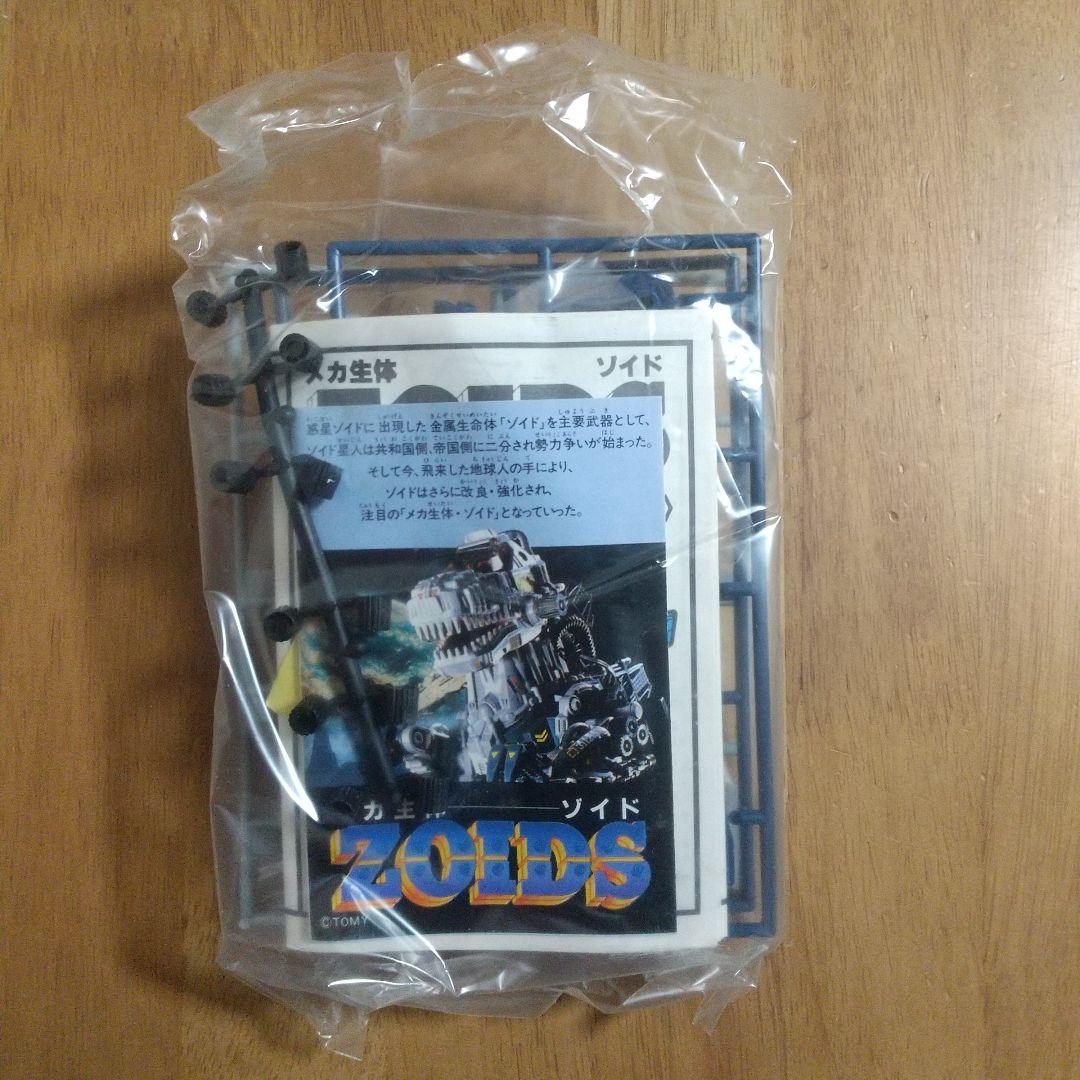 メカ生体
ゾイド
ZOIDS
惑星ゾイドに出現した金属生命体「ゾイド」を主要武器として、
ゾイド星人は共和国側、帝国側に二分され勢力争いが始まった。
そして今、飛来した地球人の手により、
ゾイドはさらに改良・強化され、
注目の「メカ生体・ゾイド」となっていった。
カ生体
ゾイド
ZOIDS
©TOMY